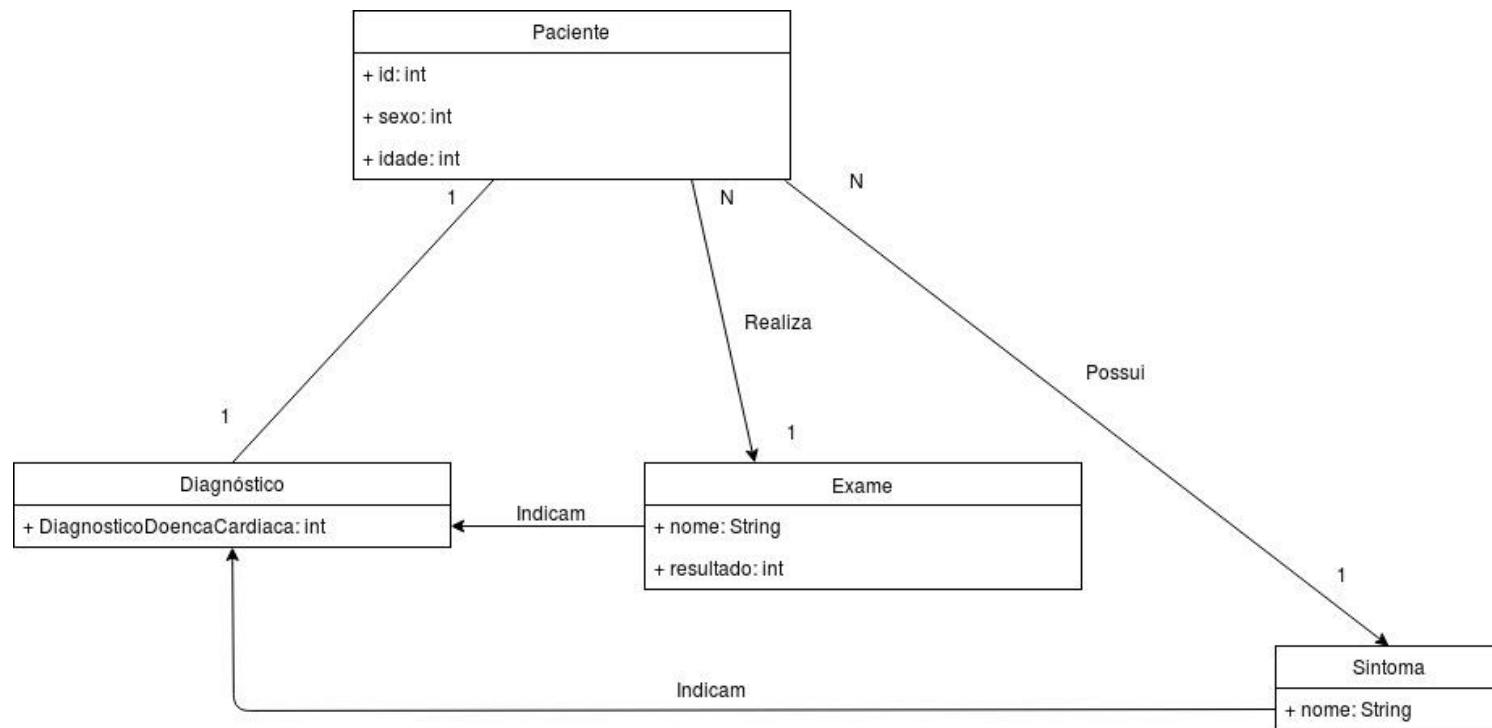 Paciente
+ id: int
+ sexo: int
+ idade: int
1
N
N
Realiza
Possui
1
1
1
Diagnóstico
+ DiagnosticoDoencaCardiaca: int
Indicam
Exame
+ nome: String
+ resultado: int
Sintoma
+ nome: String
Indicam